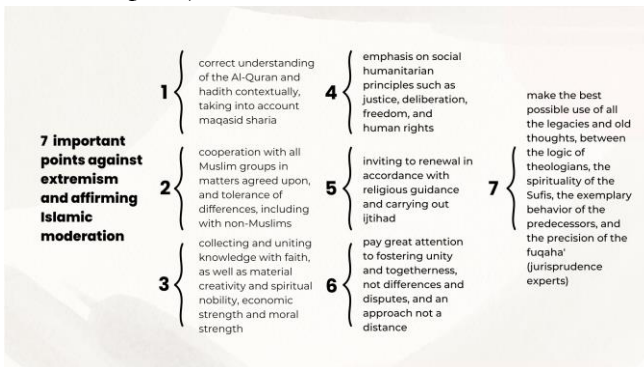 7 important
points against
extremism
and affirming
Islamic
moderation
1
correct understanding
of the Al-Quran and
hadith contextually,
taking into account
maqasid sharia
2
cooperation with all
Muslim groups in
matters agreed upon,
and tolerance of
differences, including
with non-Muslims
3
collecting and uniting
knowledge with faith,
as well as material
creativity and spiritual
nobility, economic
strength and moral
strength
4
emphasis on social
humanitarian
principles such as
justice, deliberation,
freedom, and
human rights
5
inviting to renewal in
accordance with
religious guidance
and carrying out
ijtihad
6
pay great attention
to fostering unity
and togetherness,
not differences and
disputes, and an
approach not a
distance
7
make the best
possible use of all
the legacies and old
thoughts, between
the logic of
theologians, the
spirituality of the
Sufis, the exemplary
behavior of the
predecessors, and
the precision of the
fuqaha'
(jurisprudence
experts)